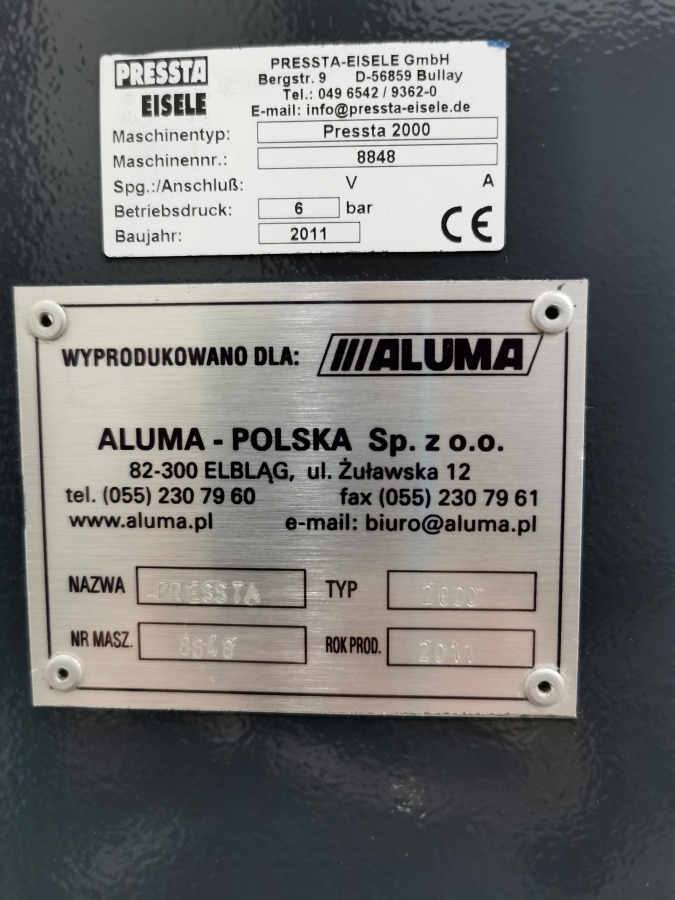 PRESSTA
EISELE
PRESSTA-EISELE GmbH
Bergstr. 9 D-56859 Bullay
Tel.: 049 6542 / 9362-0
E-mail: info@pressta-eisele.de
Maschinentyp: Pressta 2000
Maschinennr.: 8848
Spg.:/Anschluß: V A
Betriebsdruck: 6 bar
Baujahr: 2011
CE
WYPRODUKOWANO DLA: ALUMA
ALUMA - POLSKA Sp. z o.o.
82-300 ELBLĄG, ul. Żuławska 12
tel. (055) 230 79 60 fax (055) 230 79 61
www.aluma.pl e-mail: biuro@aluma.pl
NAZWA PRESSTA TYP 2000
NR MASZ. 8848 ROK PROD. 2011